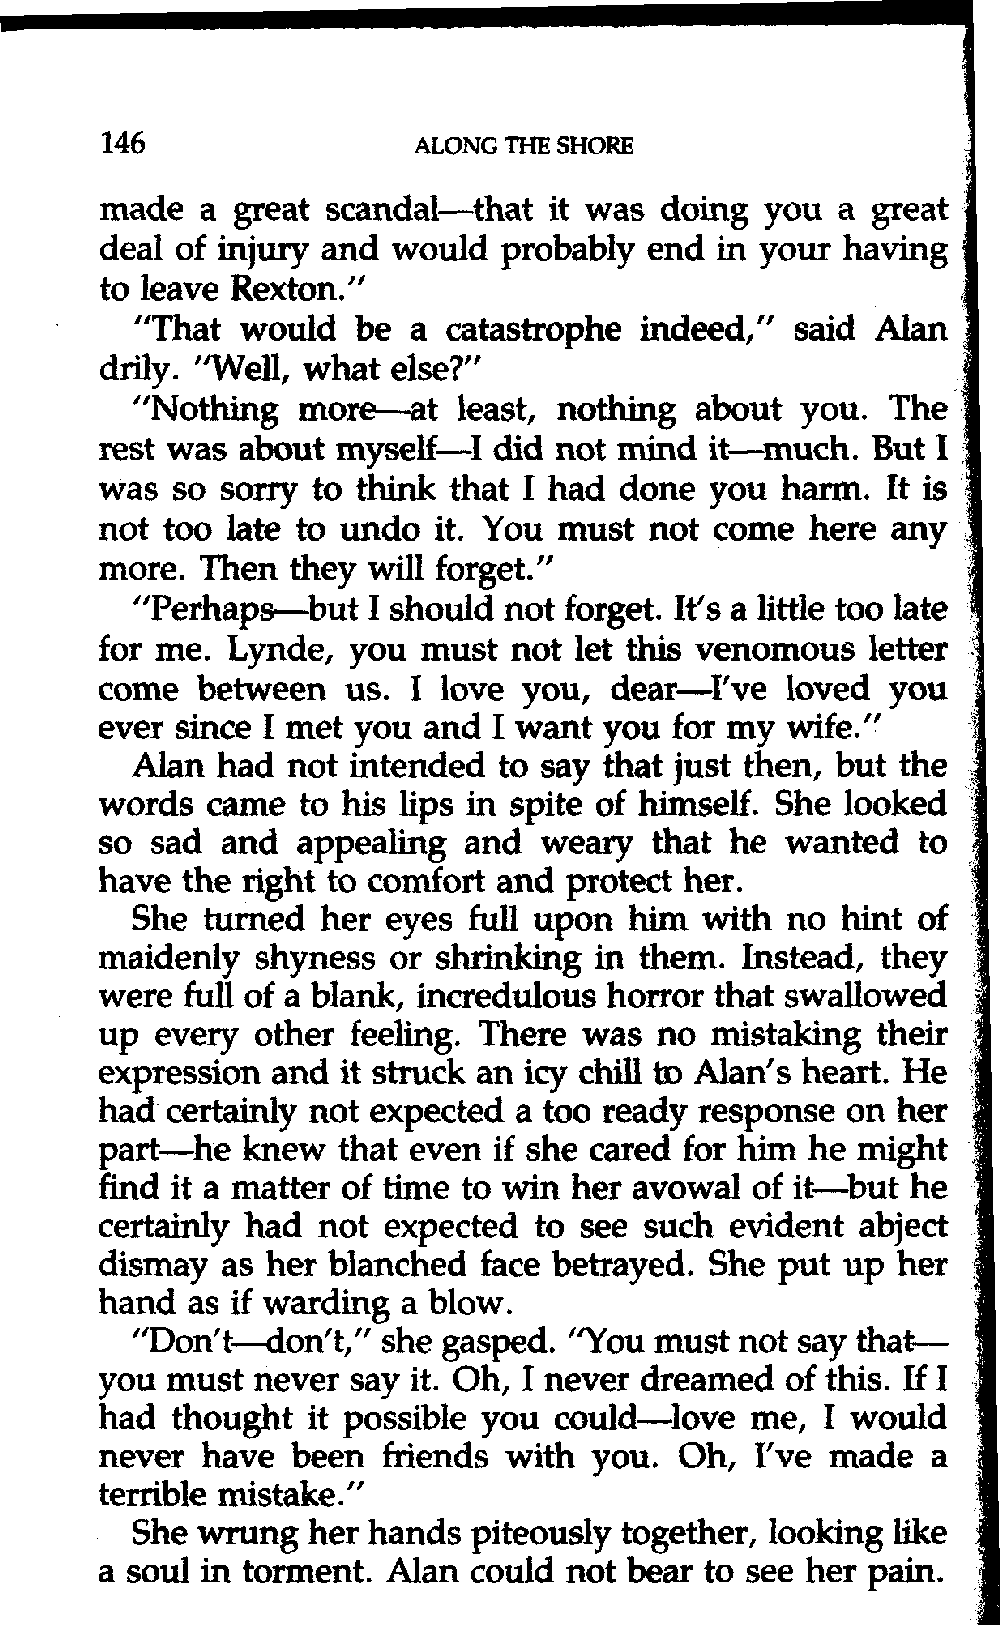 146 ALONG THE SHORE
made a great scandal—that it was doing you a great
deal of injury and would probably end in your having
to leave Rexton."
"That would be a catastrophe indeed," said Alan
drily. "Well, what else?"
"Nothing more—at least, nothing about you. The
rest was about myself—I did not mind it—much. But I
was so sorry to think that I had done you harm. It is
not too late to undo it. You must not come here any
more. Then they will forget."
"Perhaps—but I should not forget. It's a little too late
for me. Lynde, you must not let this venomous letter
come between us. I love you, dear—I've loved you
ever since I met you and I want you for my wife."
Alan had not intended to say that just then, but the
words came to his lips in spite of himself. She looked
so sad and appealing and weary that he wanted to
have the right to comfort and protect her.
She turned her eyes full upon him with no hint of
maidenly shyness or shrinking in them. Instead, they
were full of a blank, incredulous horror that swallowed
up every other feeling. There was no mistaking their
expression and it struck an icy chill to Alan's heart. He
had certainly not expected a too ready response on her
part—he knew that even if she cared for him he might
find it a matter of time to win her avowal of it—but he
certainly had not expected to see such evident abject
dismay as her blanched face betrayed. She put up her
hand as if warding a blow.
"Don't—don't," she gasped. "You must not say that—
you must never say it. Oh, I never dreamed of this. If I
had thought it possible you could—love me, I would
never have been friends with you. Oh, I've made a
terrible mistake."
She wrung her hands piteously together, looking like
a soul in torment. Alan could not bear to see her pain.